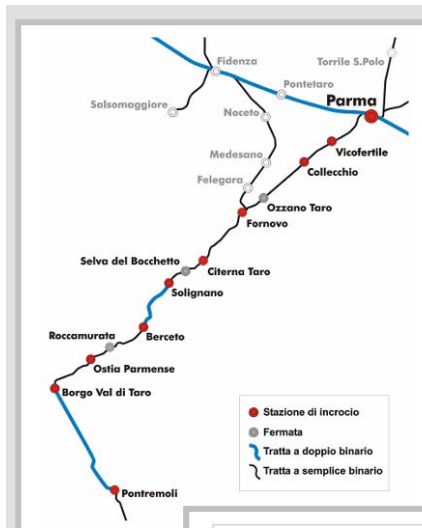 Fidenza
Torrile S.Polo
Pontetaro
Salsomaggiore
Parma
Noceto
Vicofertile
Medesano
Collecchio
Felegara
Ozzano Taro
Fornovo
Selva del Bocchetto
Citerna Taro
Solignano
Roccamurata
Berceto
Ostia Parmense
Borgo Val di Taro
Stazione di incrocio
Fermata
Tratta a doppio binario
Tratta a semplice binario
Pontremoli